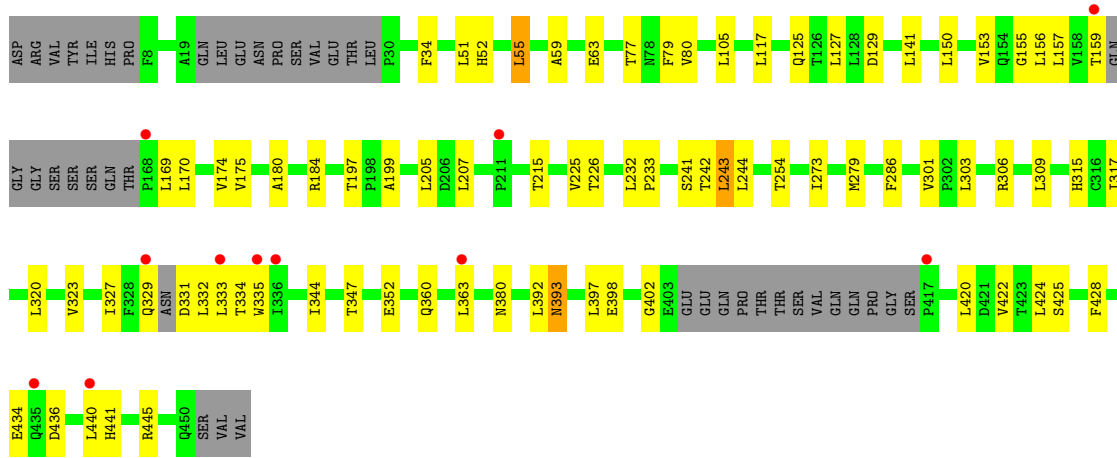 ASP ARG VAL TYR ILE HIS PRO F8 A19 GLN LEU GLU ASN PRO SER VAL GLU THR LEU P30 F34 L51 H52 L55 A59 E63 T77 N78 F79 V80 L105 L117 Q125 T126 L127 L128 D129 L141 L150 V153 Q154 G155 L156 L157 V158 T159 GLN
GLY GLY SER SER SER GLN THR P168 L169 L170 V174 V175 A180 R184 T197 P198 A199 L205 D206 L207 P211 T215 V225 T226 L232 P233 S241 T242 L243 L244 T254 I273 M279 F286 V301 P302 L303 R306 L309 H315 C316 I317
L320 V323 I327 F328 Q329 ASN D331 L332 L333 T334 W335 I336 I344 T347 E352 Q360 L363 N380 L392 N393 L397 E398 G402 E403 GLU GLU GLN PRO THR THR SER VAL GLN GLN PRO GLY SER P417 L420 D421 V422 T423 L424 S425 F428
E434 Q435 D436 L440 H441 R445 Q450 SER VAL VAL